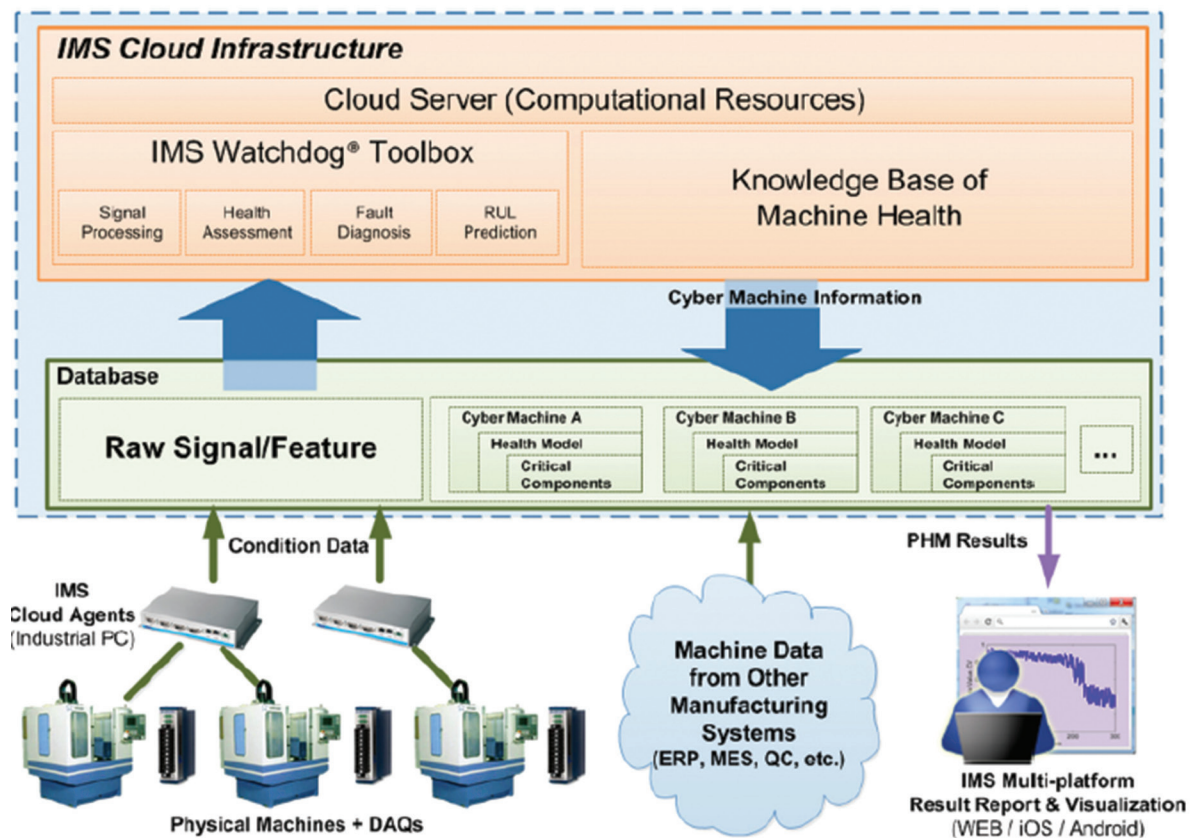 IMS Cloud Infrastructure
Cloud Server (Computational Resources)
IMS Watchdog® Toolbox
Signal
Processing
Health
Assessment
Fault
Diagnosis
RUL
Prediction
Knowledge Base of
Machine Health
Cyber Machine Information
Database
Raw Signal/Feature
Cyber Machine A
Health Model
Critical
Components
Cyber Machine B
Health Model
Critical
Components
Cyber Machine C
Health Model
Critical
Components
...
Condition Data
PHM Results
IMS
Cloud Agents
(Industrial PC)
Machine Data
from Other
Manufacturing
Systems
(ERP, MES, QC, etc.)
Physical Machines + DAQs
200
300
IMS Multi-platform
Result Report & Visualization
(WEB / iOS / Android)